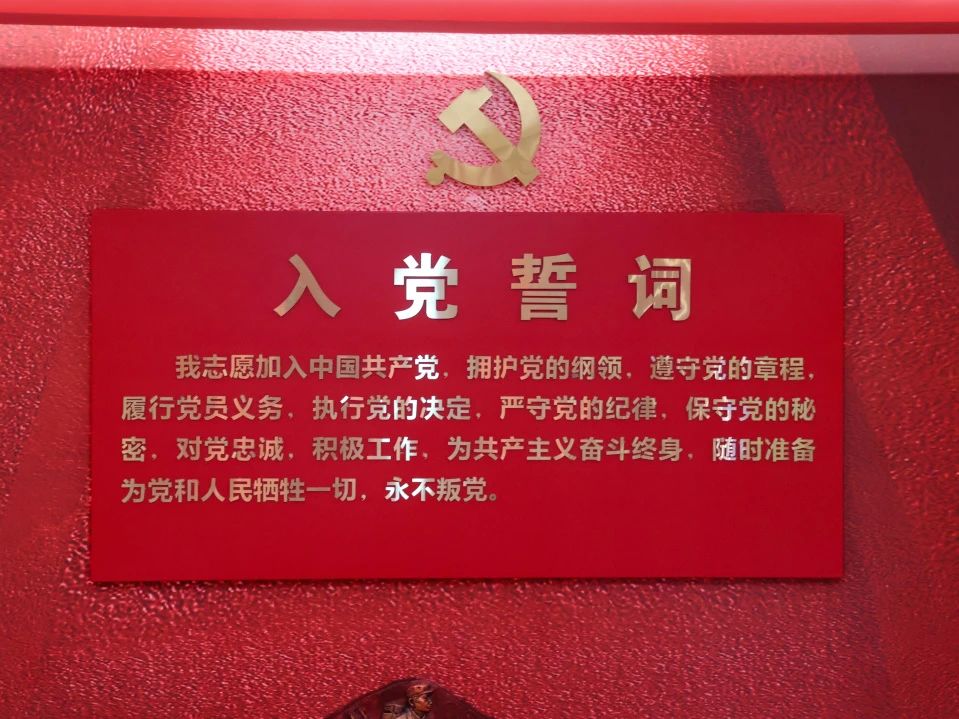 入党誓词
我志愿加入中国共产党，拥护党的纲领，遵守党的章程，
履行党员义务，执行党的决定，严守党的纪律，保守党的秘
密，对党忠诚，积极工作，为共产主义奋斗终身，随时准备
为党和人民牺牲一切，永不叛党。